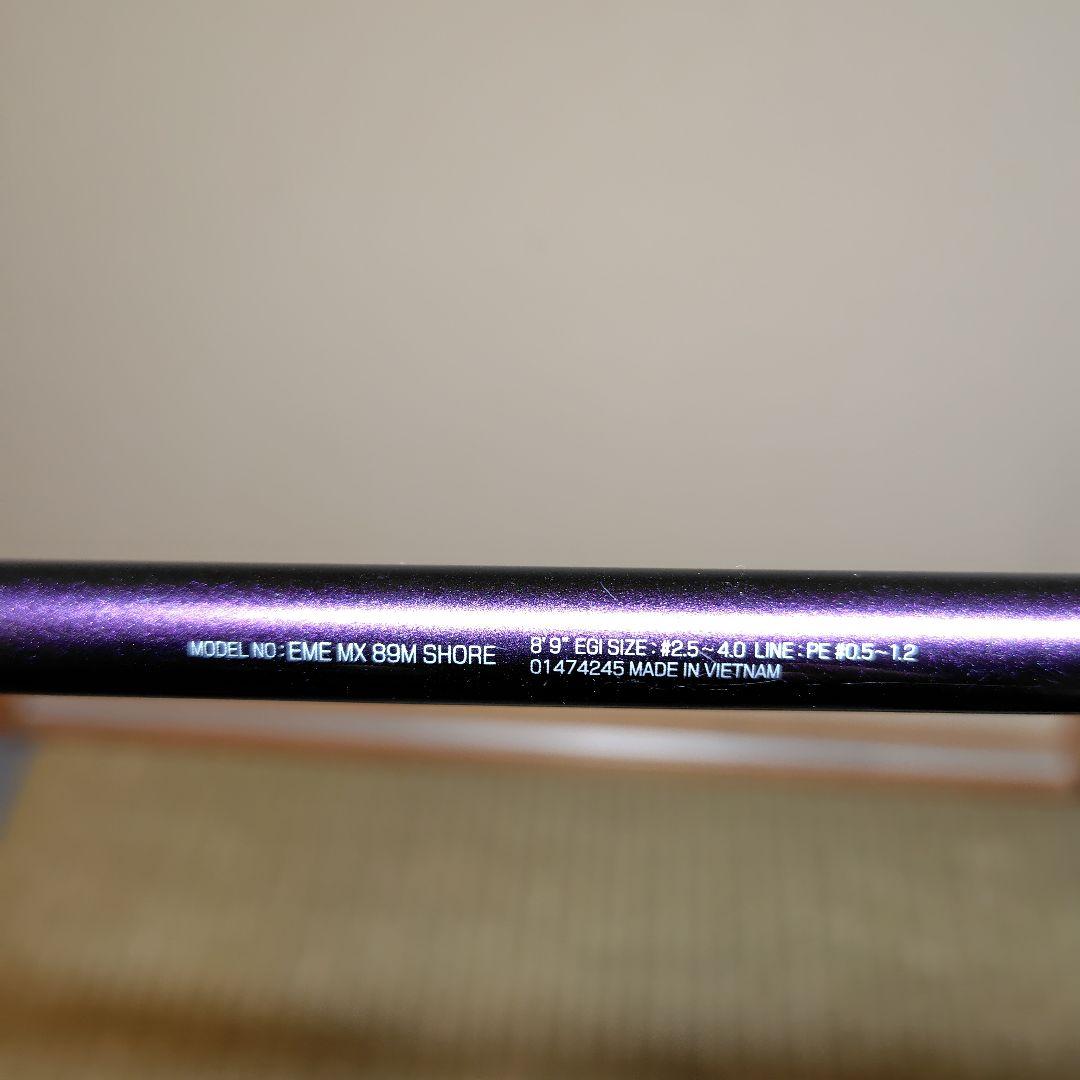 MODEL NO : EME MX 89M SHORE
8' 9" EGI SIZE : #2.5~4.0 LINE : PE #0.5~1.2
01474245 MADE IN VIETNAM